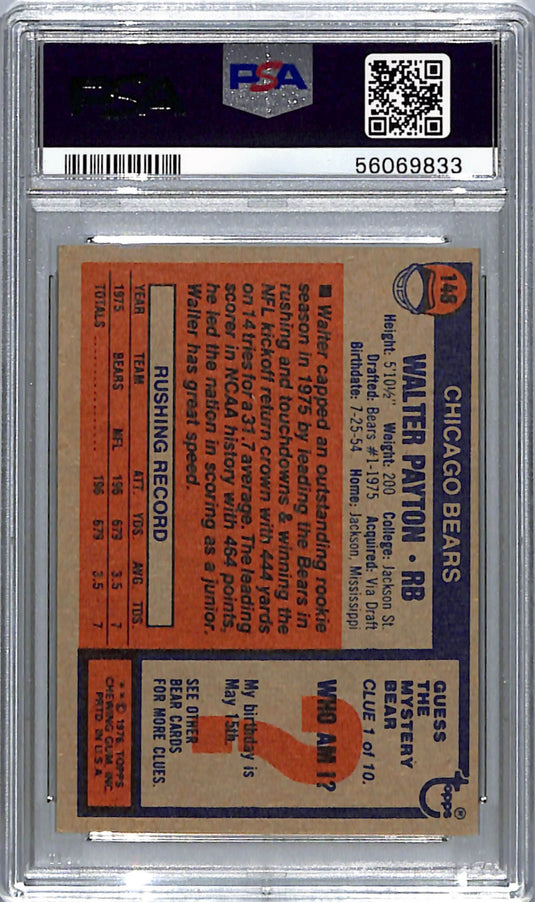 PSA
PSA
56069833
148
CHICAGO BEARS
WALTER PAYTON • RB
Height: 5'10½" Weight: 200 College: Jackson St.
Drafted: Bears #1-1975 Acquired: Via Draft
Birthdate: 7-25-54 Home: Jackson, Mississippi
■ Walter capped an outstanding rookie
season in 1975 by leading the Bears in
rushing and touchdowns & winning the
NFL kickoff return crown with 444 yards
on 14 tries for a 31.7 average. The leading
scorer in NCAA history with 464 points,
he led the nation in scoring as a junior.
Walter has great speed.
RUSHING RECORD
YEAR TEAM ATT. YDS. AVG. TDS
1975 BEARS NFL 196 679 3.5 7
TOTALS 196 679 3.5 7
Topps®
GUESS
THE
MYSTERY
BEAR
CLUE 1 of 10.
?
WHO AM I?
My birthday is
May 15th
SEE OTHER
BEAR CARDS
FOR MORE CLUES.
* * © 1976, TOPPS
CHEWING GUM, INC.
PRTD. IN U.S.A.